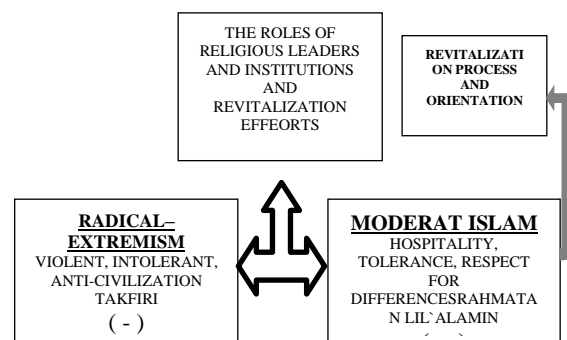 THE ROLES OF
RELIGIOUS LEADERS
AND INSTITUTIONS
AND
REVITALIZATION
EFFEORTS
REVITALIZATI
ON PROCESS
AND
ORIENTATION
RADICAL–
EXTREMISM
VIOLENT, INTOLERANT,
ANTI-CIVILIZATION
TAKFIRI
( - )
MODERAT ISLAM
HOSPITALITY,
TOLERANCE, RESPECT
FOR
DIFFERENCESRAHMATA
N LIL`ALAMIN